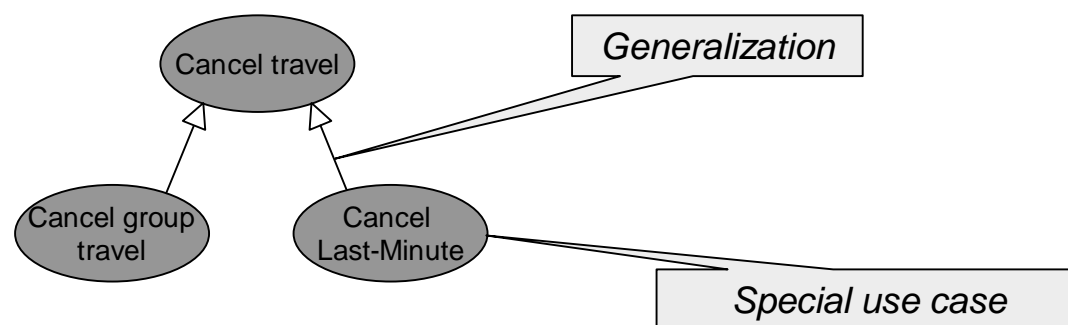 Generalization
Cancel travel
Cancel group
travel
Cancel
Last-Minute
Special use case